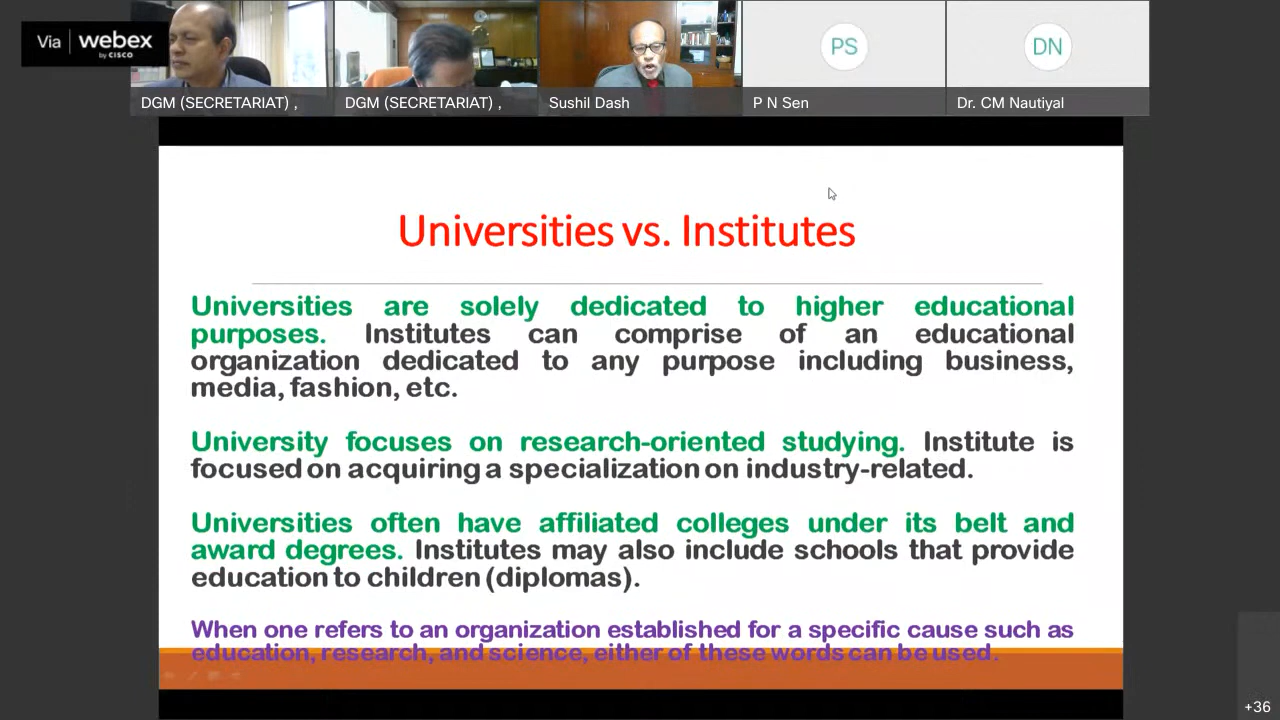 Via | webex
by CISCO
DGM (SECRETARIAT) ,
DGM (SECRETARIAT) ,
Sushil Dash
PS
P N Sen
DN
Dr. CM Nautiyal
Universities vs. Institutes
Universities are solely dedicated to higher educational
purposes. Institutes can comprise of an educational
organization dedicated to any purpose including business,
media, fashion, etc.
University focuses on research-oriented studying. Institute is
focused on acquiring a specialization on industry-related.
Universities often have affiliated colleges under its belt and
award degrees. Institutes may also include schools that provide
education to children (diplomas).
When one refers to an organization established for a specific cause such as
education, research, and science, either of these words can be used.
+36